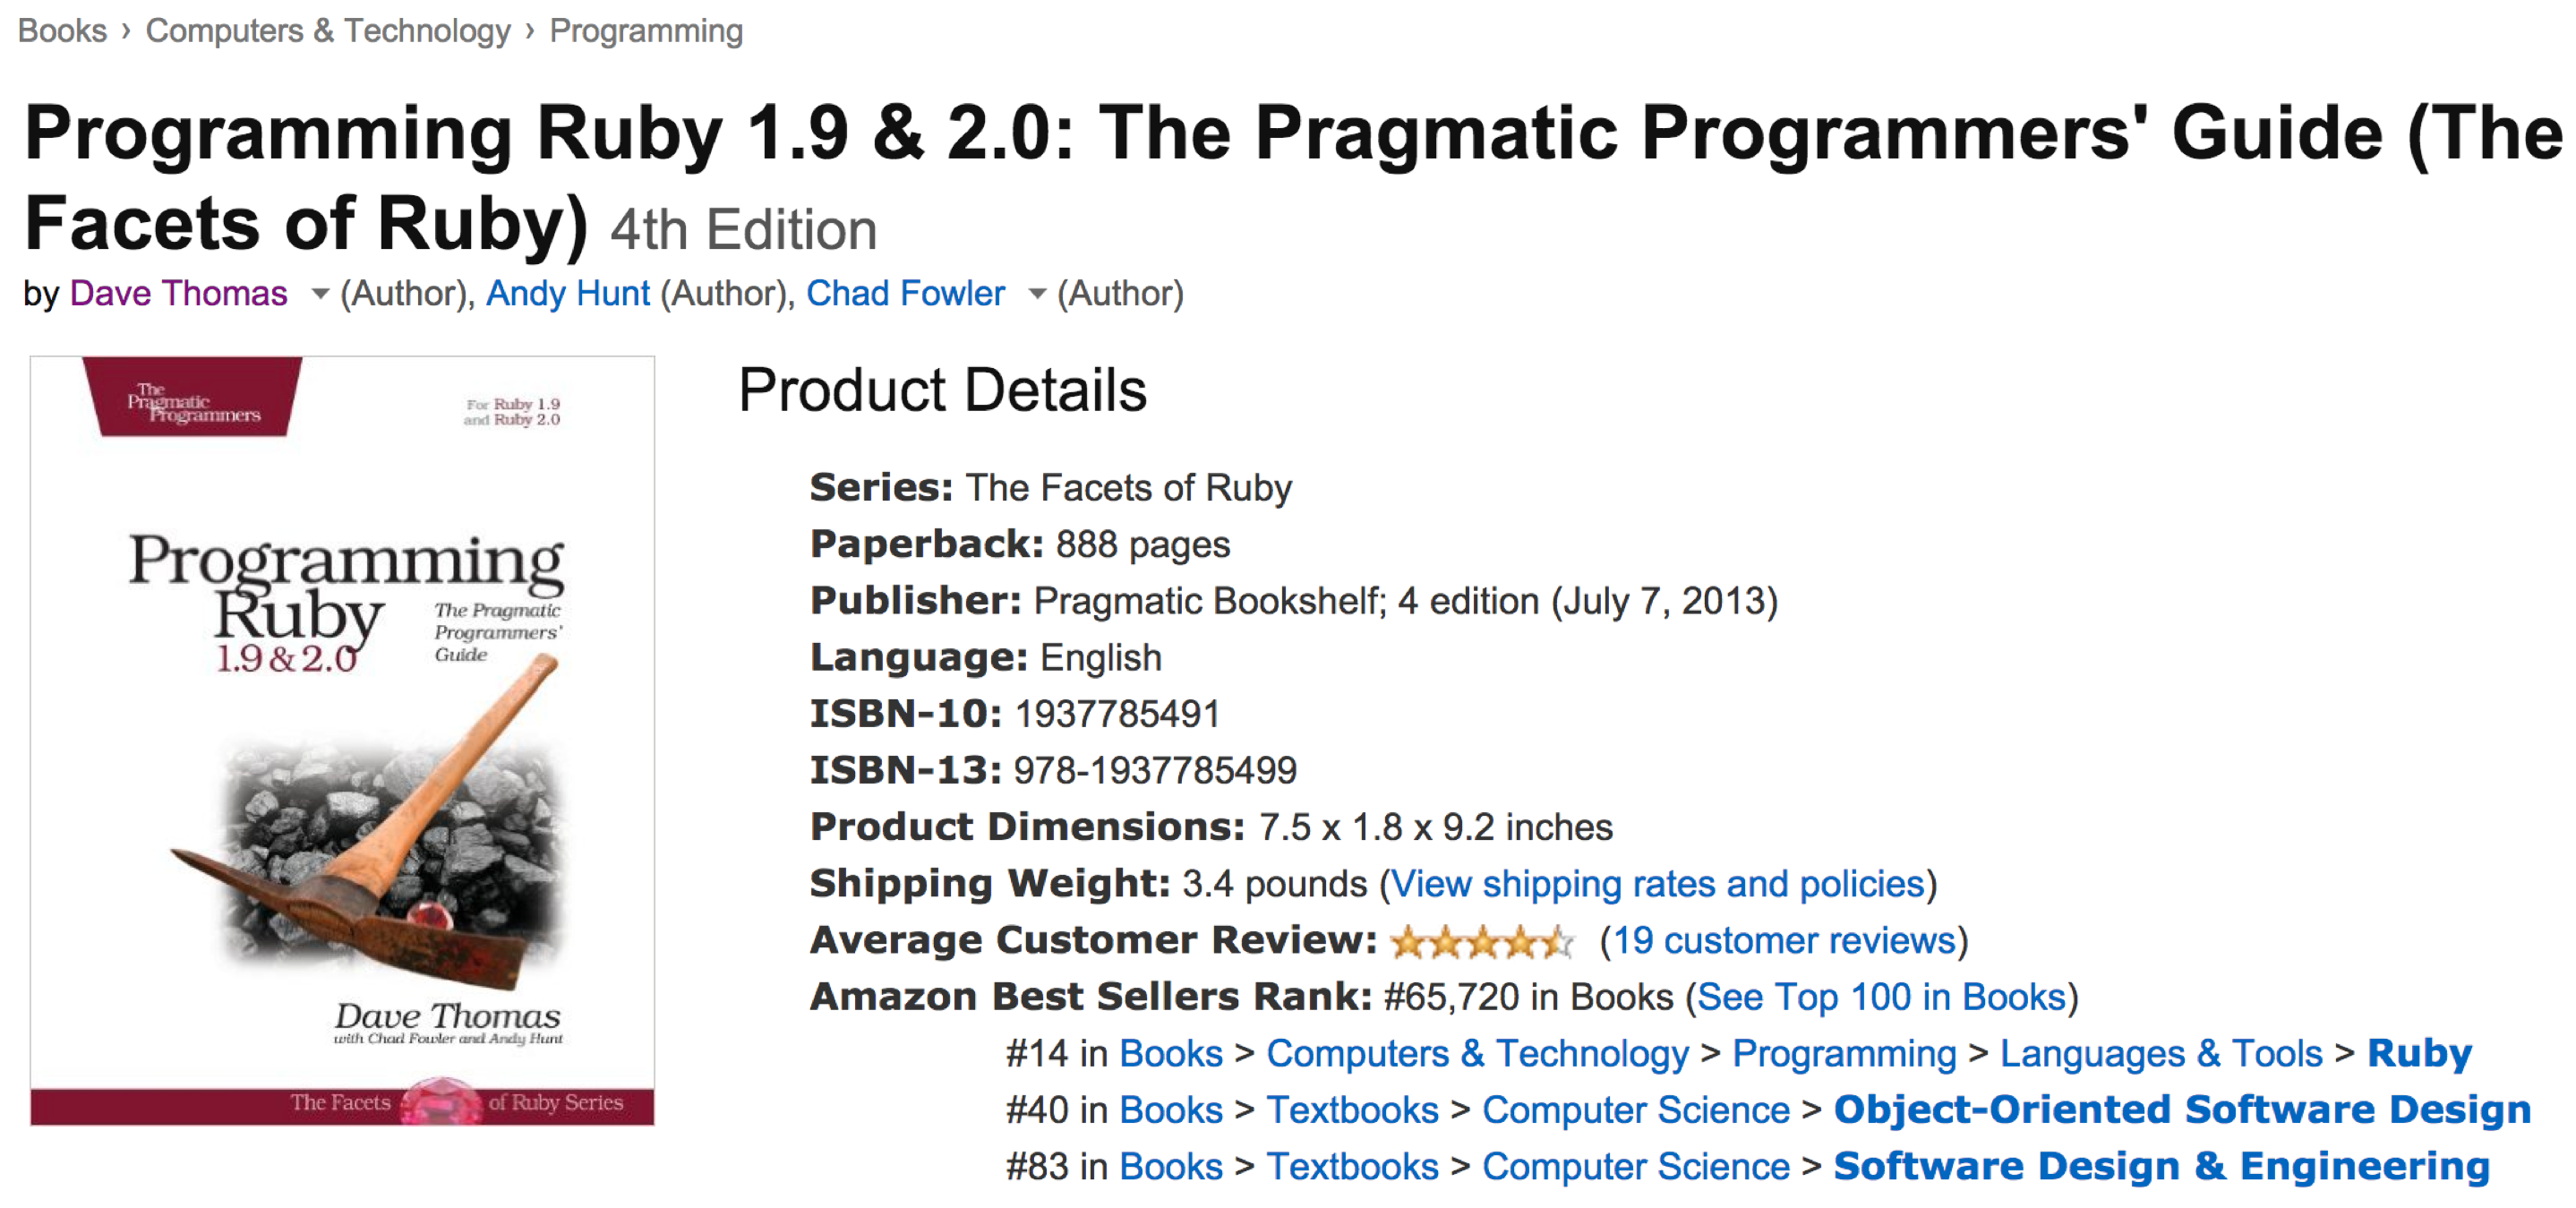 Books › Computers & Technology › Programming
Programming Ruby 1.9 & 2.0: The Pragmatic Programmers' Guide (The
Facets of Ruby) 4th Edition
by Dave Thomas (Author), Andy Hunt (Author), Chad Fowler (Author)
The
Pragmatic
Programmers
For Ruby 1.9
and Ruby 2.0
Programming
Ruby
1.9 & 2.0
The Pragmatic
Programmers'
Guide
Dave Thomas
with Chad Fowler and Andy Hunt
The Facets of Ruby Series
Product Details
Series: The Facets of Ruby
Paperback: 888 pages
Publisher: Pragmatic Bookshelf; 4 edition (July 7, 2013)
Language: English
ISBN-10: 1937785491
ISBN-13: 978-1937785499
Product Dimensions: 7.5 x 1.8 x 9.2 inches
Shipping Weight: 3.4 pounds (View shipping rates and policies)
Average Customer Review: (19 customer reviews)
Amazon Best Sellers Rank: #65,720 in Books (See Top 100 in Books)
#14 in Books > Computers & Technology > Programming > Languages & Tools > Ruby
#40 in Books > Textbooks > Computer Science > Object-Oriented Software Design
#83 in Books > Textbooks > Computer Science > Software Design & Engineering